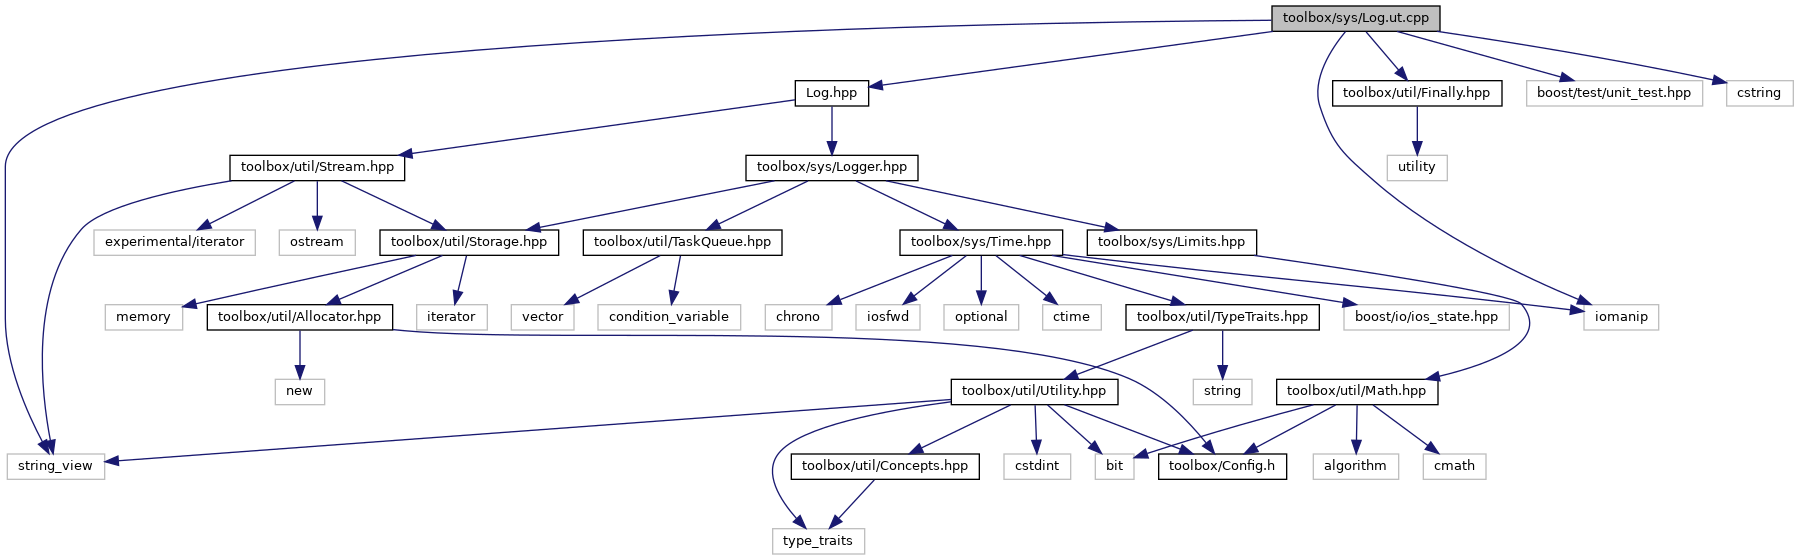 toolbox/sys/Log.ut.cpp
Log.hpp
toolbox/util/Finally.hpp
boost/test/unit_test.hpp
cstring
toolbox/util/Stream.hpp
toolbox/sys/Logger.hpp
utility
experimental/iterator
ostream
toolbox/util/Storage.hpp
toolbox/util/TaskQueue.hpp
toolbox/sys/Time.hpp
toolbox/sys/Limits.hpp
memory
toolbox/util/Allocator.hpp
iterator
vector
condition_variable
chrono
iosfwd
optional
ctime
toolbox/util/TypeTraits.hpp
boost/io/ios_state.hpp
iomanip
new
toolbox/util/Utility.hpp
string
toolbox/util/Math.hpp
string_view
toolbox/util/Concepts.hpp
cstdint
bit
toolbox/Config.h
algorithm
cmath
type_traits